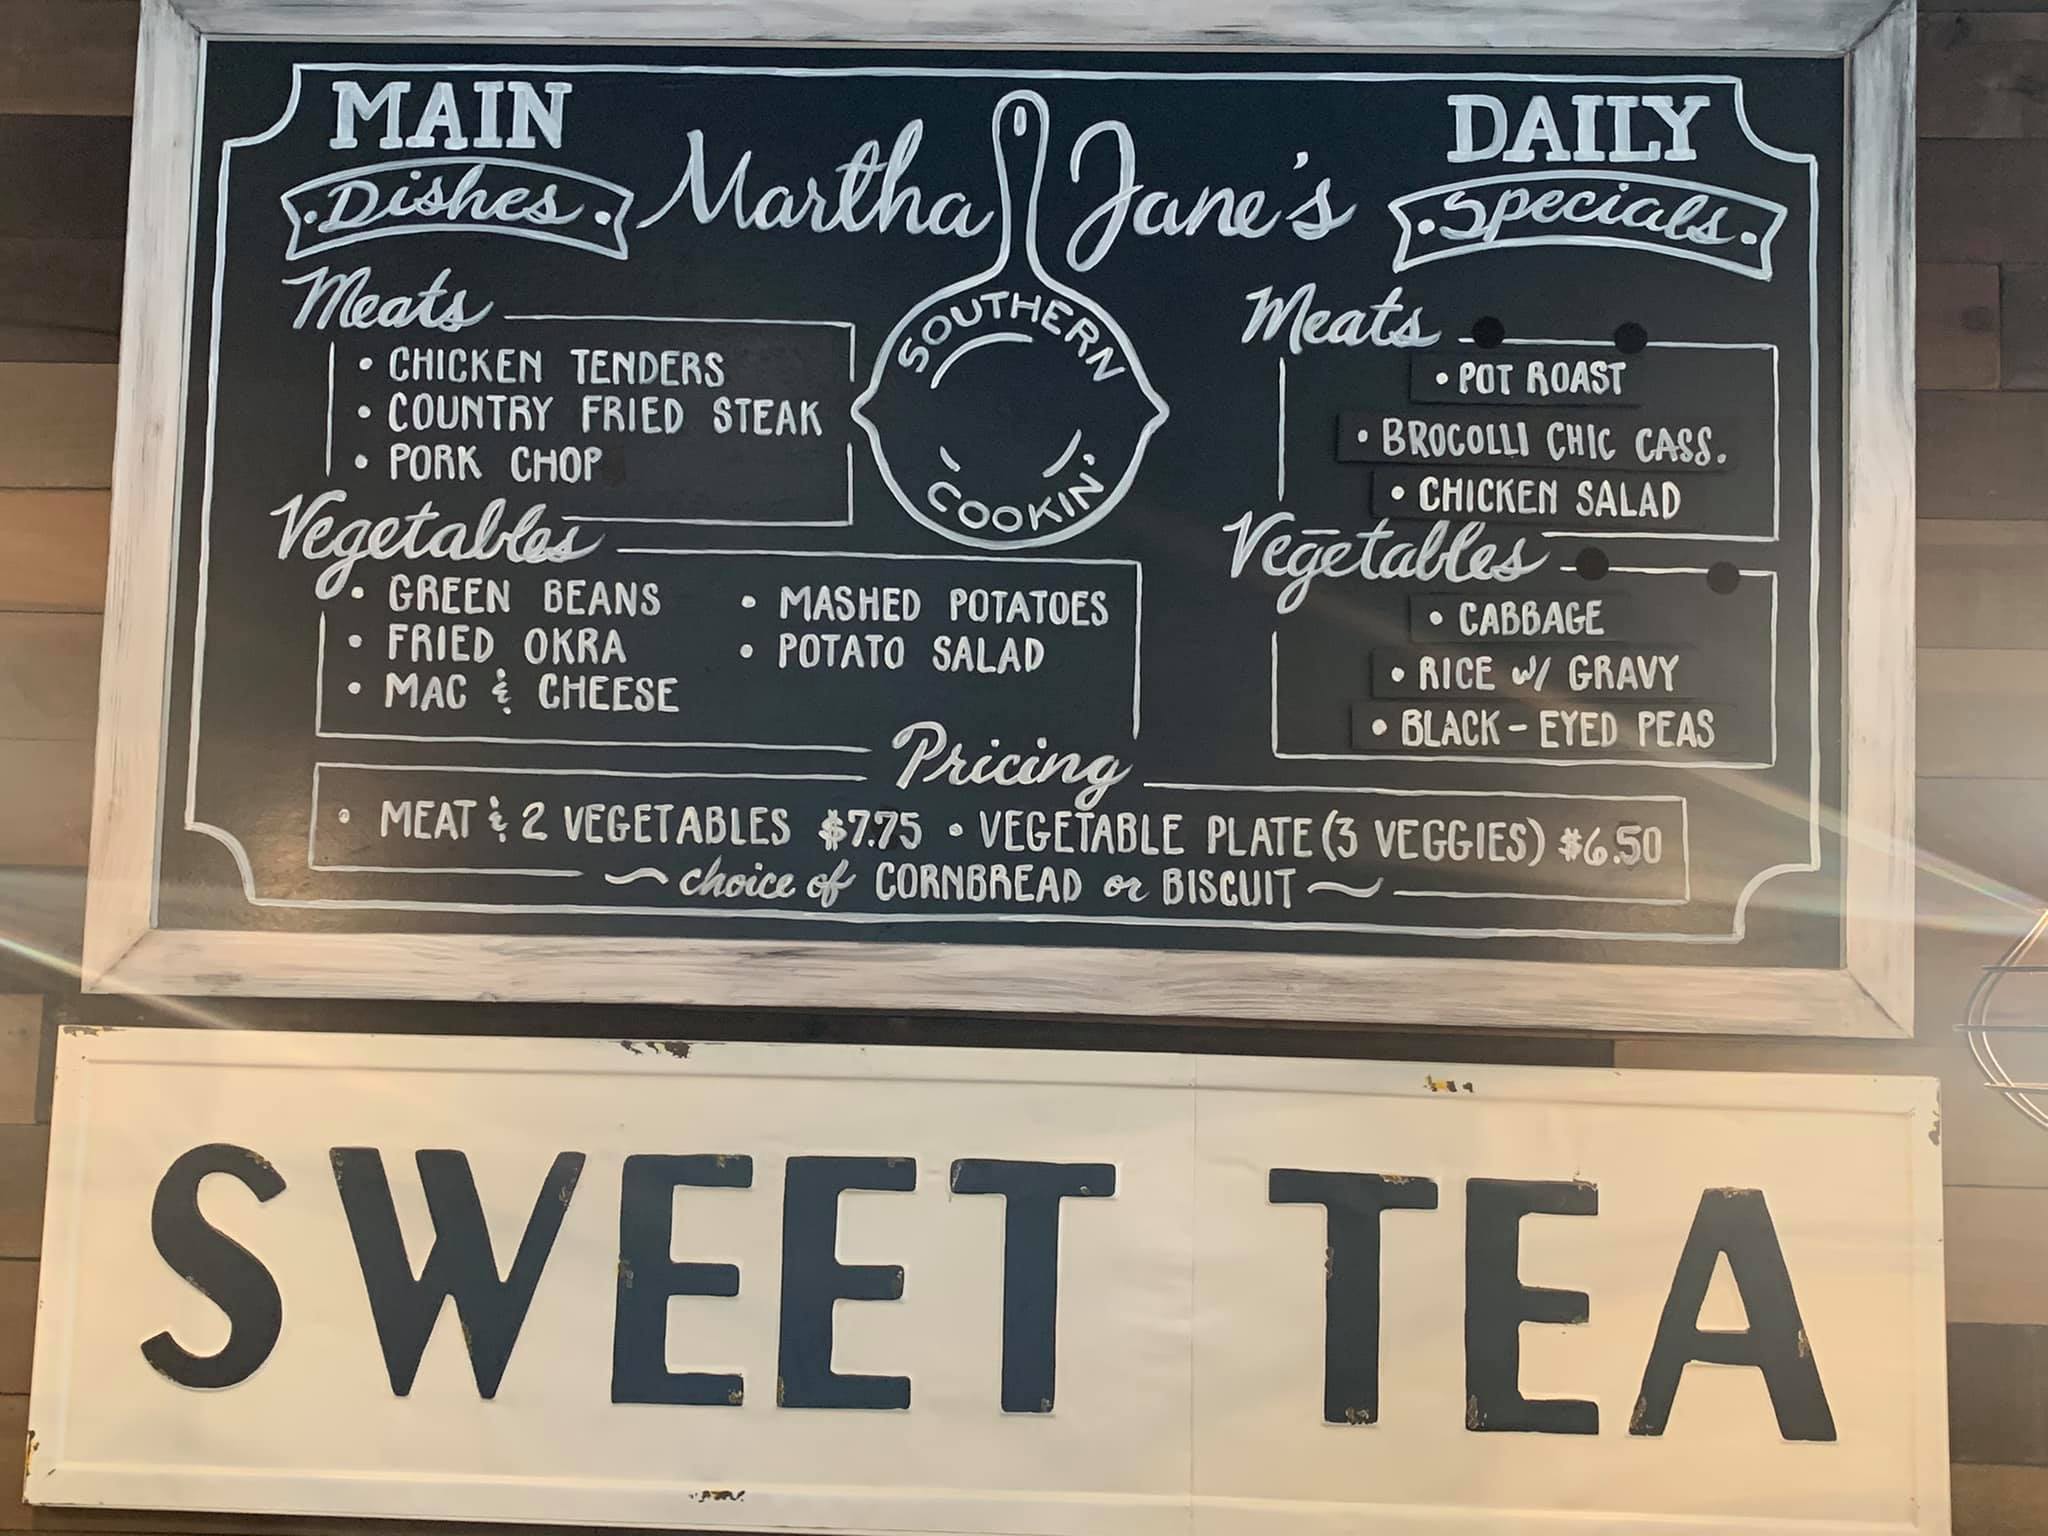 MAIN
Dishes
Martha Jane's
SOUTHERN
COOKIN'
Meats
• CHICKEN TENDERS
• COUNTRY FRIED STEAK
• PORK CHOP
Vegetables
• GREEN BEANS
• FRIED OKRA
• MAC & CHEESE
• MASHED POTATOES
• POTATO SALAD
DAILY
Specials
Meats
• POT ROAST
• BROCOLLI CHIC CASS.
• CHICKEN SALAD
Vegetables
• CABBAGE
• RICE W/ GRAVY
• BLACK-EYED PEAS
Pricing
• MEAT & 2 VEGETABLES $7.75 • VEGETABLE PLATE (3 VEGGIES) $6.50
~ choice of CORNBREAD or BISCUIT ~
SWEET TEA